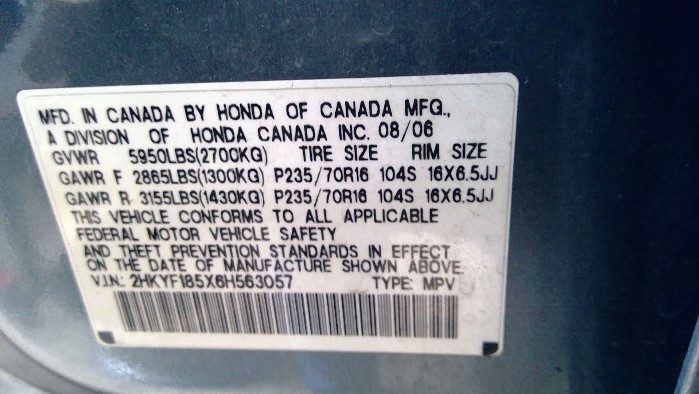 MFD. IN CANADA BY HONDA OF CANADA MFG.,
A DIVISION OF HONDA CANADA INC. 08/06
GVWR 5950LBS(2700KG) TIRE SIZE RIM SIZE
GAWR F 2865LBS(1300KG) P235/70R16 104S 16X6.5JJ
GAWR R 3155LBS(1430KG) P235/70R16 104S 16X6.5JJ
THIS VEHICLE CONFORMS TO ALL APPLICABLE
FEDERAL MOTOR VEHICLE SAFETY
AND THEFT PREVENTION STANDARDS IN EFFECT
ON THE DATE OF MANUFACTURE SHOWN ABOVE.
V.I.N.: 2HKYF185X6H563057 TYPE: MPV